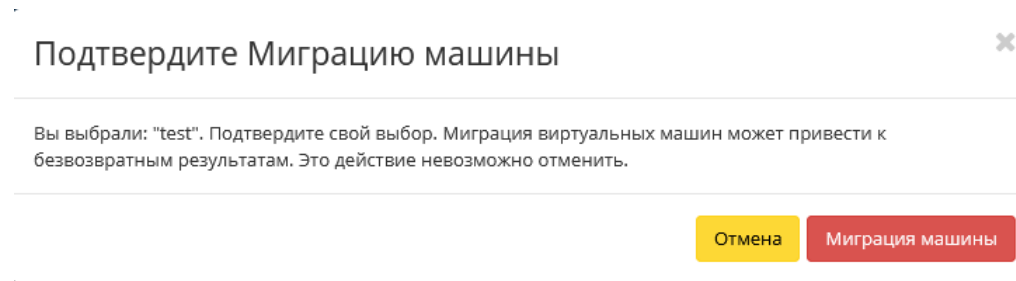 Подтвердите Миграцию машины
Вы выбрали: "test". Подтвердите свой выбор. Миграция виртуальных машин может привести к
безвозвратным результатам. Это действие невозможно отменить.
Отмена
Миграция машины